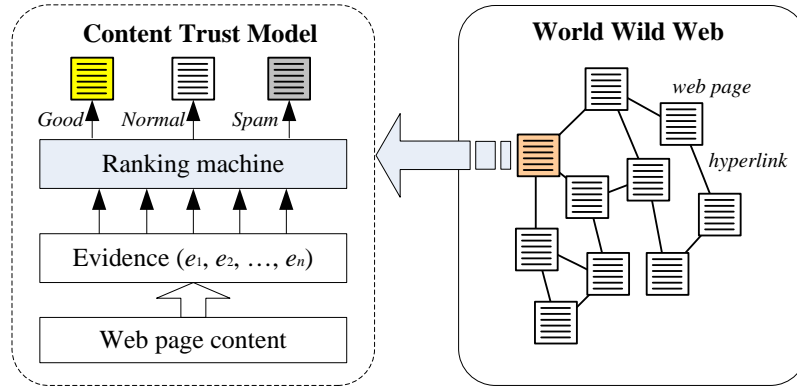 Content Trust Model
Good Normal Spam
Ranking machine
Evidence (e1, e2, …, en)
Web page content
World Wild Web
web page
hyperlink